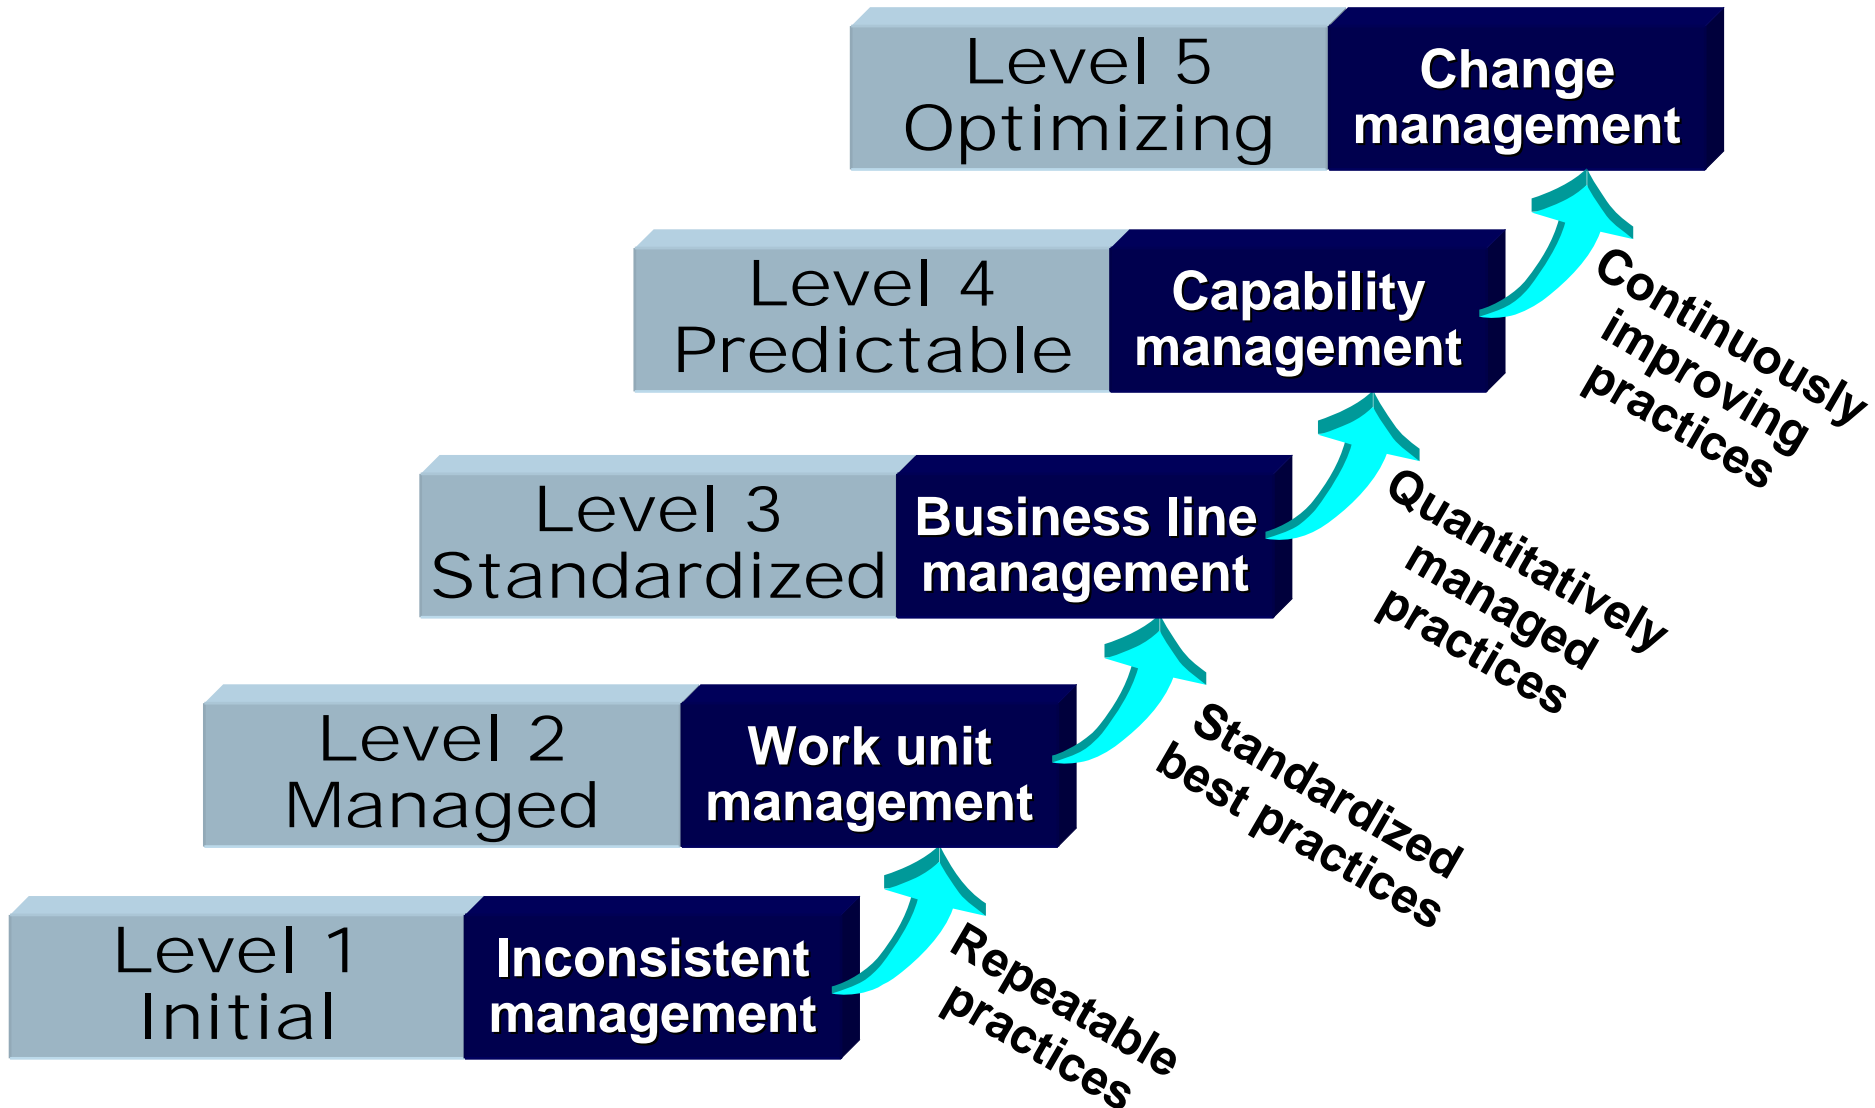 Level 5
Optimizing
Change
management
Continuously
improving
practices
Level 4
Predictable
Capability
management
Quantitatively
managed
practices
Level 3
Standardized
Business line
management
Standardized
best practices
Level 2
Managed
Work unit
management
Repeatable
practices
Level 1
Initial
Inconsistent
management